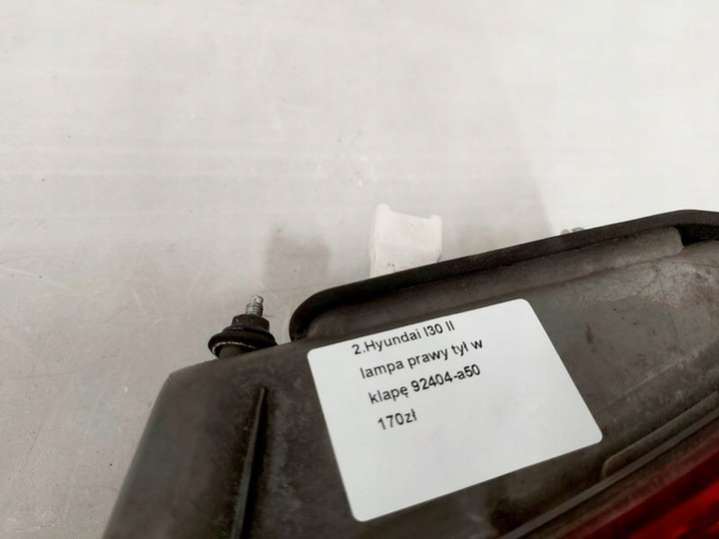 2.Hyundai I30 II
lampa prawy tył w
klapę 92404-a50
170zł